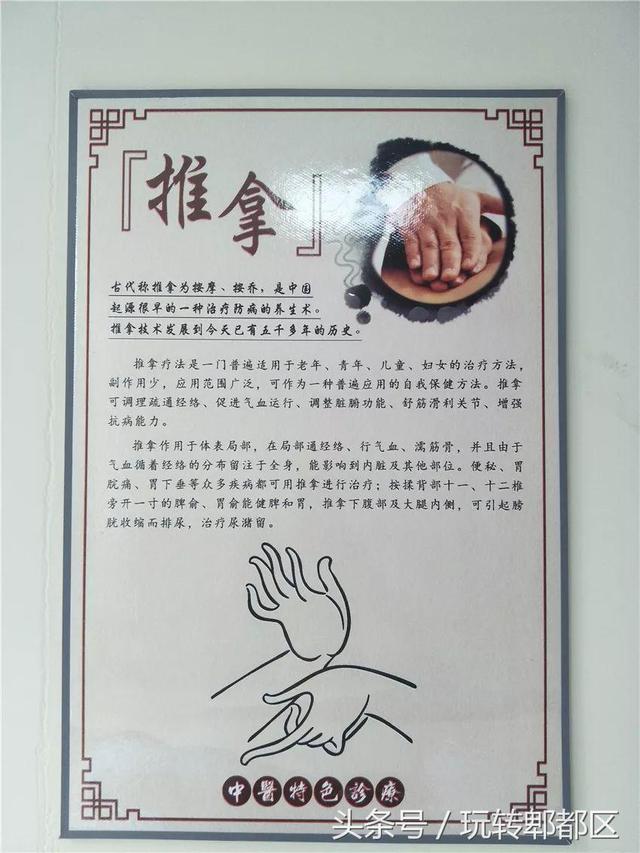 『推拿』
古代称推拿为按摩、按乔，是中国
起源很早的一种治疗防病的养生术。
推拿技术发展到今天已有五千多年的历史。
推拿疗法是一门普遍适用于老年、青年、儿童、妇女的治疗方法，
副作用少，应用范围广泛，可作为一种普遍应用的自我保健方法。推拿
可调理疏通经络、促进气血运行、调整脏腑功能、舒筋滑利关节、增强
抗病能力。
推拿作用于体表局部，在局部通经络、行气血、濡筋骨，并且由于
气血循着经络的分布留注于全身，能影响到内脏及其他部位。便秘、胃
脘痛、胃下垂等众多疾病都可用推拿进行治疗；按揉背部十一、十二椎
旁开一寸的脾俞、胃俞能健脾和胃，推拿下腹部及大腿内侧，可引起膀
胱收缩而排尿，治疗尿潴留。
中醫特色診療
头条号 / 玩转郫都区